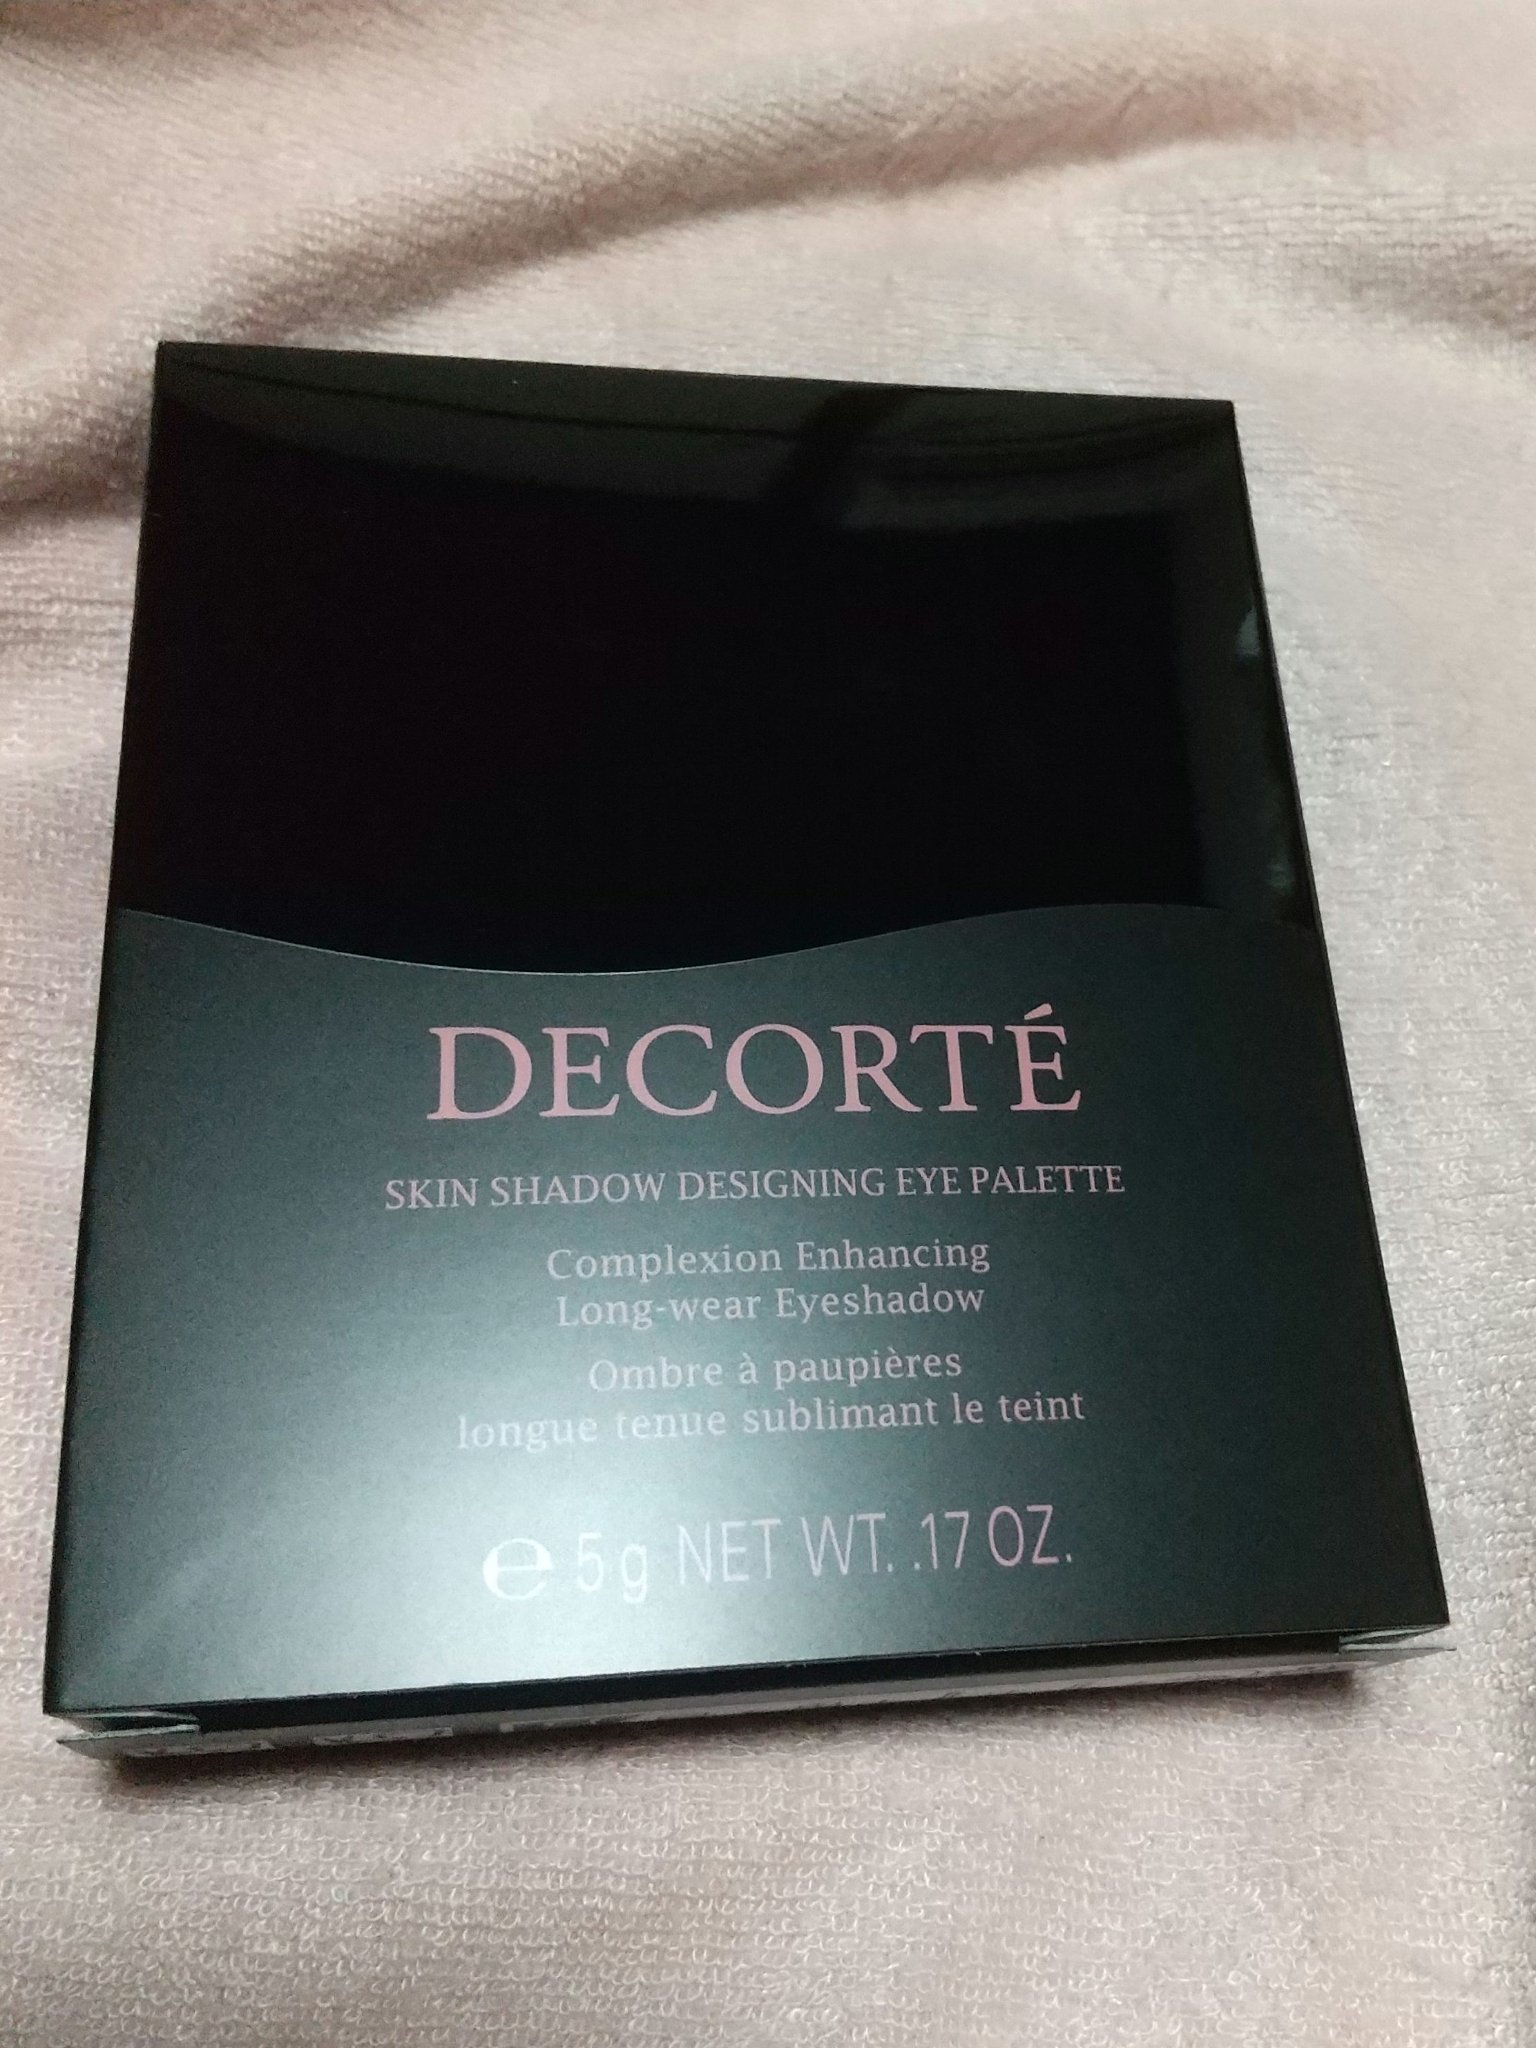 DECORTÉ
SKIN SHADOW DESIGNING EYE PALETTE
Complexion Enhancing
Long-wear Eyeshadow
Ombre à paupières
longue tenue sublimant le teint
℮ 5 g NET WT. .17 OZ.